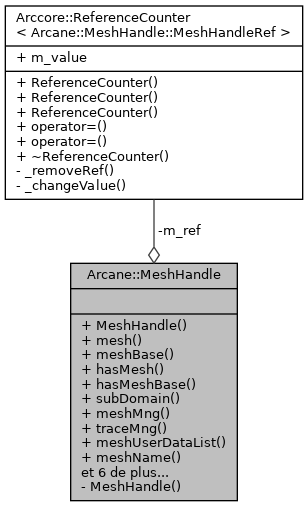 Arccore::ReferenceCounter
< Arcane::MeshHandle::MeshHandleRef >
+ m_value
+ ReferenceCounter()
+ ReferenceCounter()
+ ReferenceCounter()
+ operator=()
+ operator=()
+ ~ReferenceCounter()
- _removeRef()
- _changeValue()
-m_ref
Arcane::MeshHandle
+ MeshHandle()
+ mesh()
+ meshBase()
+ hasMesh()
+ hasMeshBase()
+ subDomain()
+ meshMng()
+ traceMng()
+ meshUserDataList()
+ meshName()
et 6 de plus...
- MeshHandle()